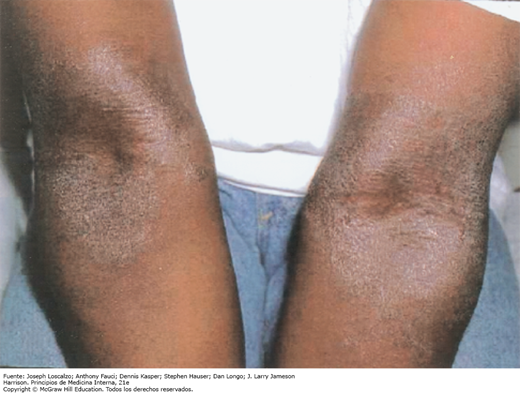 Fuente: Joseph Loscalzo; Anthony Fauci; Dennis Kasper; Stephen Hauser; Dan Longo; J. Larry Jameson
Harrison. Principios de Medicina Interna, 21e
Copyright © McGraw Hill Education. Todos los derechos reservados.